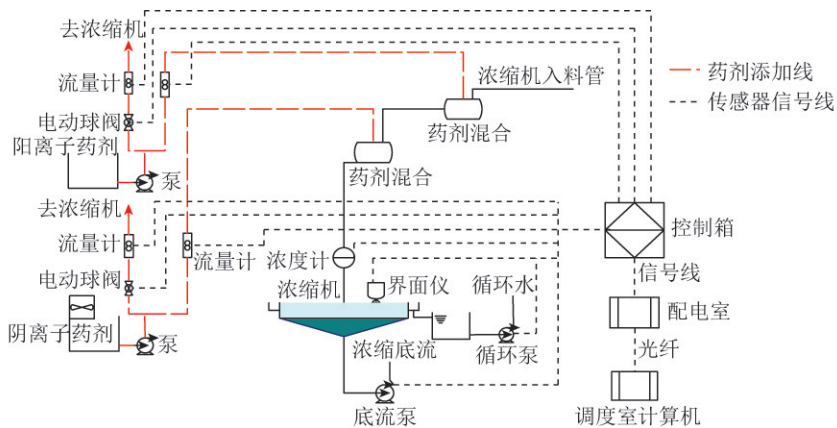 去浓缩机
流量计
电动球阀
阳离子药剂
泵
浓缩机入料管
药剂混合
药剂混合
药剂添加线
传感器信号线
去浓缩机
流量计
流量计
电动球阀
阴离子药剂
泵
浓度计
浓缩机
界面仪
循环水
循环泵
浓缩底流
底流泵
控制箱
信号线
配电室
光纤
调度室计算机